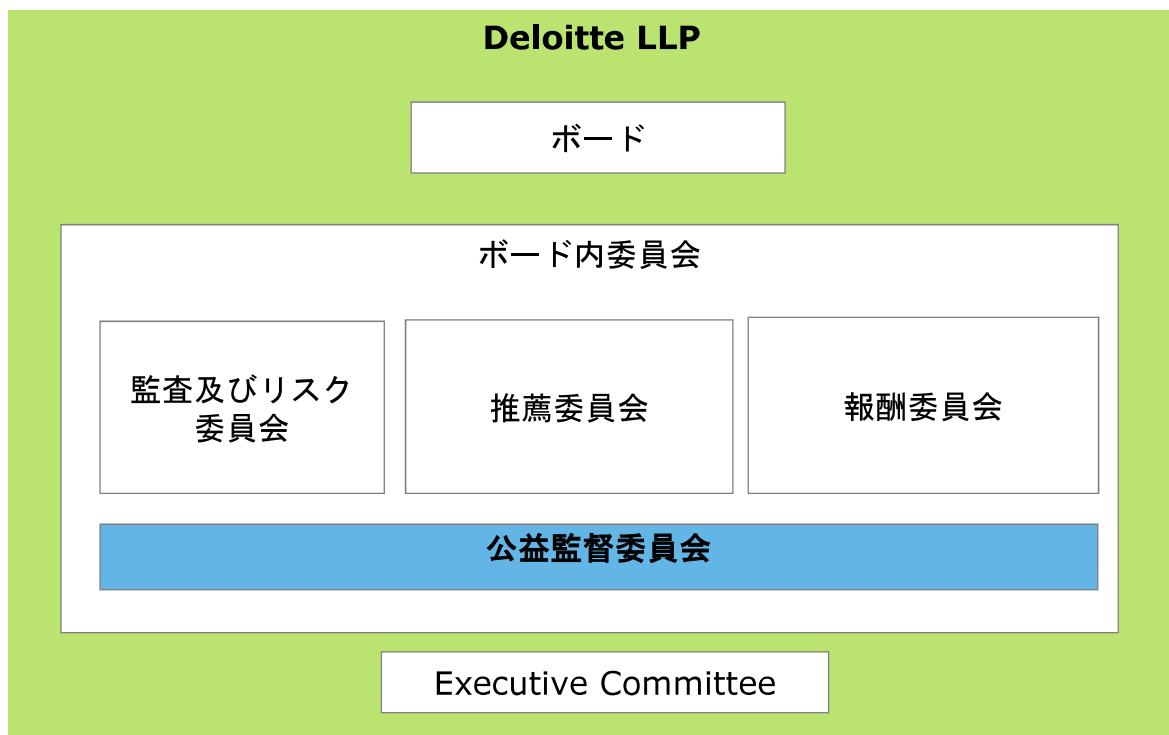 Deloitte LLP
ボード
ボード内委員会
監査及びリスク
委員会
推薦委員会
報酬委員会
公益監督委員会
Executive Committee